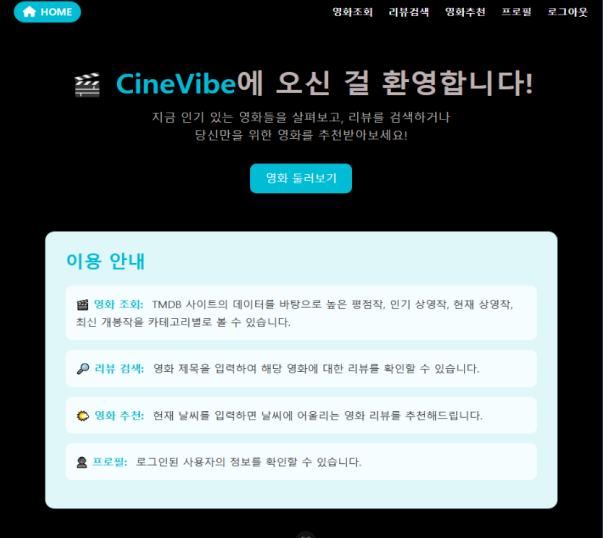 HOME
영화조회 리뷰검색 영화추천 프로필 로그아웃
CineVibe에 오신 걸 환영합니다!
지금 인기 있는 영화들을 살펴보고, 리뷰를 검색하거나
당신만을 위한 영화를 추천받아보세요!
영화 둘러보기
이용 안내
영화 조회: TMDB 사이트의 데이터를 바탕으로 높은 평점작, 인기 상영작, 현재 상영작,
최신 개봉작을 카테고리별로 볼 수 있습니다.
리뷰 검색: 영화 제목을 입력하여 해당 영화에 대한 리뷰를 확인할 수 있습니다.
영화 추천: 현재 날씨를 입력하면 날씨에 어울리는 영화 리뷰를 추천해드립니다.
프로필: 로그인된 사용자의 정보를 확인할 수 있습니다.